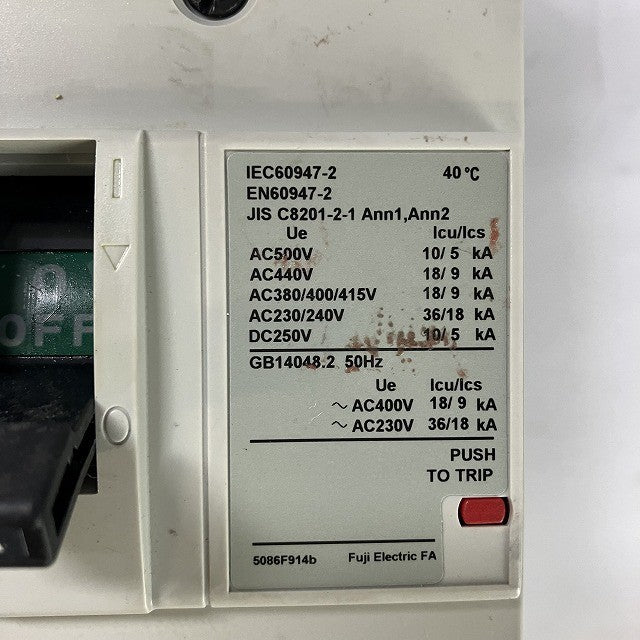 IEC60947-2 40℃
EN60947-2
JIS C8201-2-1 Ann1,Ann2
Ue Icu/Ics
AC500V 10/ 5 kA
AC440V 18/ 9 kA
AC380/400/415V 18/ 9 kA
AC230/240V 36/18 kA
DC250V 10/ 5 kA
GB14048.2 50Hz
Ue Icu/Ics
～AC400V 18/ 9 kA
～AC230V 36/18 kA
PUSH
TO TRIP
5086F914b Fuji Electric FA
O
OFF